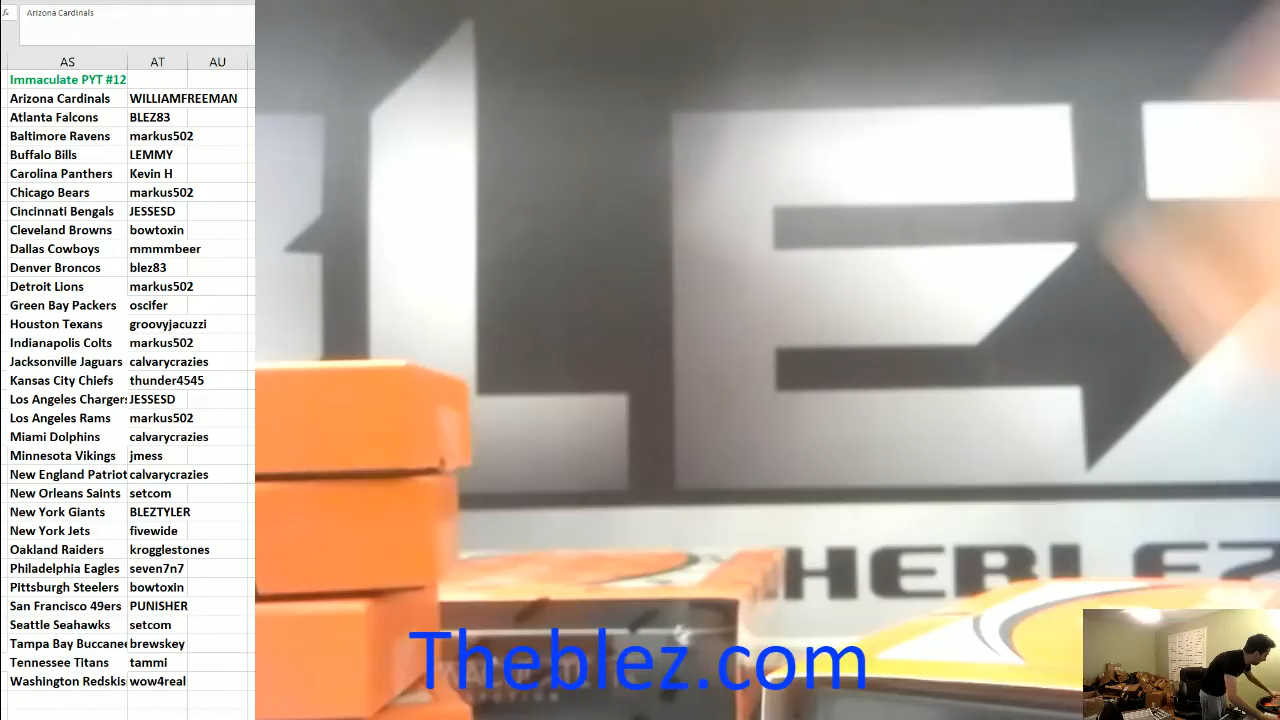 Arizona Cardinals
AS AT AU
Immaculate PYT #12
Arizona Cardinals WILLIAMFREEMAN
Atlanta Falcons BLEZ83
Baltimore Ravens markus502
Buffalo Bills LEMMY
Carolina Panthers Kevin H
Chicago Bears markus502
Cincinnati Bengals JESSESD
Cleveland Browns bowtoxin
Dallas Cowboys mmmmbeer
Denver Broncos blez83
Detroit Lions markus502
Green Bay Packers oscifer
Houston Texans groovyjacuzzi
Indianapolis Colts markus502
Jacksonville Jaguars calvarycrazies
Kansas City Chiefs thunder4545
Los Angeles Chargers JESSESD
Los Angeles Rams markus502
Miami Dolphins calvarycrazies
Minnesota Vikings jmess
New England Patriot calvarycrazies
New Orleans Saints setcom
New York Giants BLEZTYLER
New York Jets fivewide
Oakland Raiders krogglestones
Philadelphia Eagles seven7n7
PIttsburgh Steelers bowtoxin
San Francisco 49ers PUNISHER
Seattle Seahawks setcom
Tampa Bay Buccanee brewskey
Tennessee Titans tammi
Washington Redskis wow4real
LEZ
HEBLEZ
Theblez.com